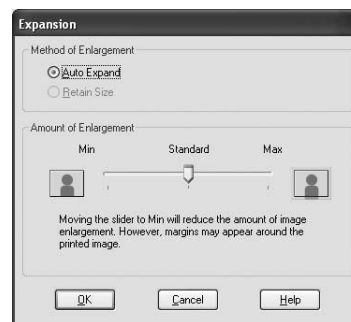 Expansion
Method of Enlargement
Auto Expand
Retain Size
Amount of Enlargement
Min Standard Max
Moving the slider to Min will reduce the amount of image
enlargement. However, margins may appear around the
printed image.
OK Cancel Help